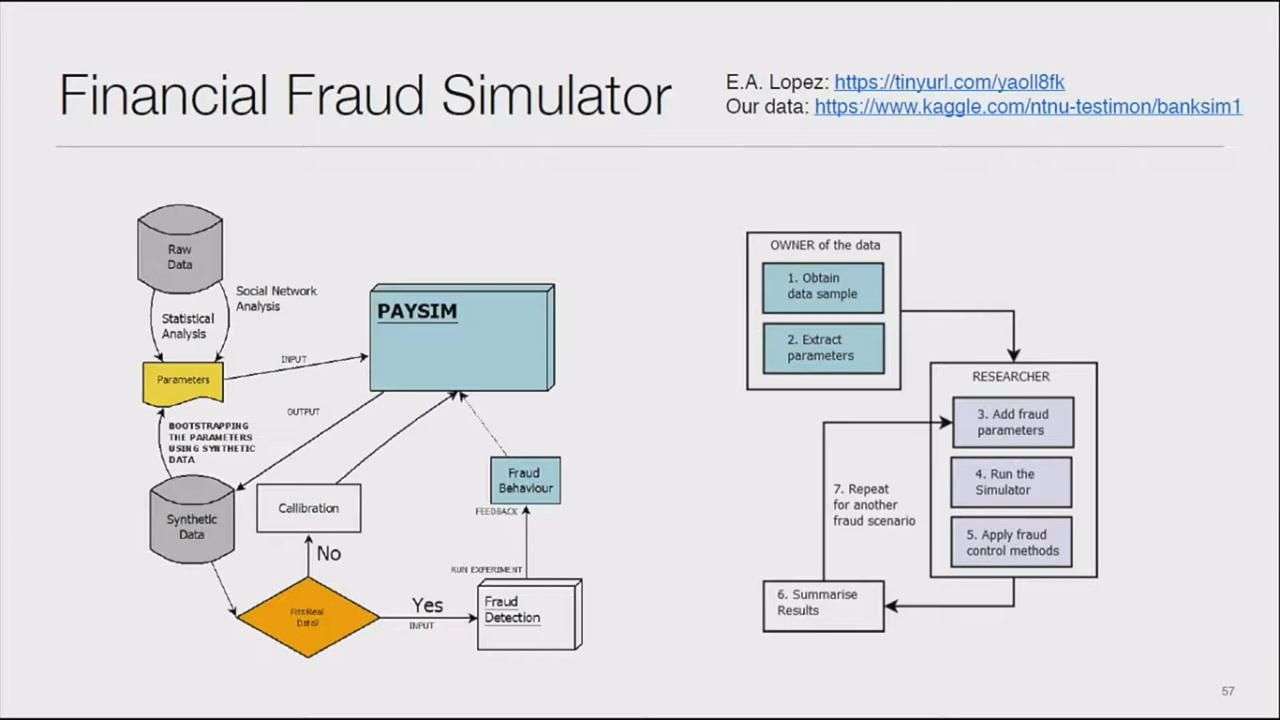 Financial Fraud Simulator
E.A. Lopez: https://tinyurl.com/yaoll8fk
Our data: https://www.kaggle.com/ntnu-testimon/banksim1
Raw
Data
Social Network
Analysis
Statistical
Analysis
Parameters
INPUT
PAYSIM
OUTPUT
BOOTSTRAPPING
THE PARAMETERS
USING SYNTHETIC
DATA
Synthetic
Data
Callibration
No
Fits Real
Data?
Yes
INPUT
Fraud
Detection
RUN EXPERIMENT
FEEDBACK
Fraud
Behaviour
OWNER of the data
1. Obtain
data sample
2. Extract
parameters
RESEARCHER
3. Add fraud
parameters
4. Run the
Simulator
5. Apply fraud
control methods
6. Summarise
Results
7. Repeat
for another
fraud scenario
57